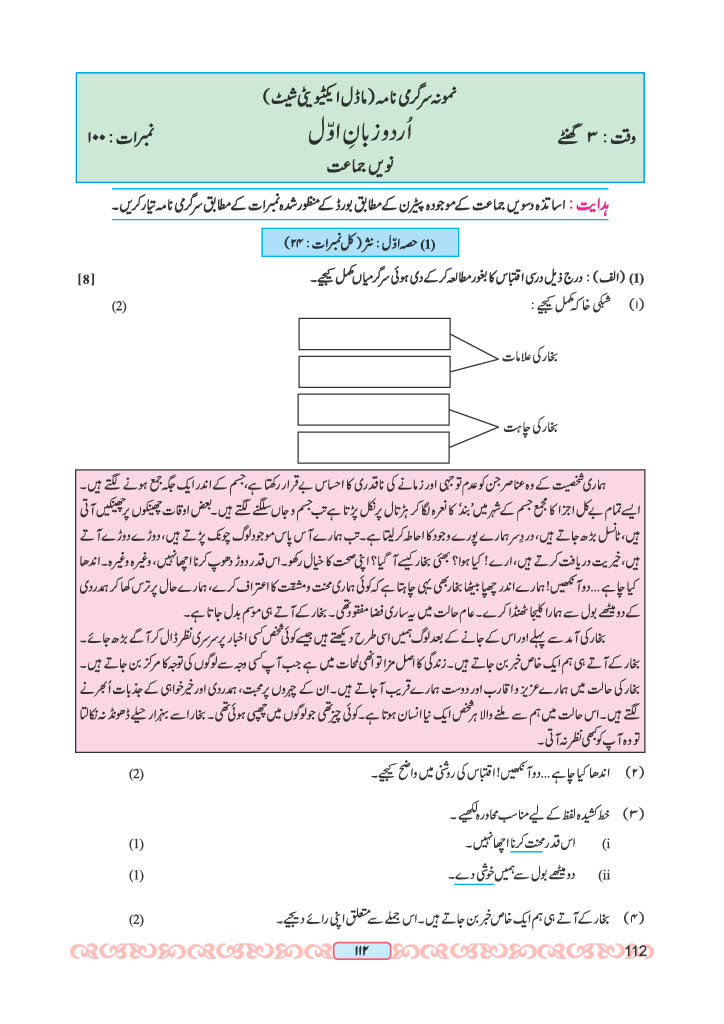 نمونہ سرگرمی نامہ (ماڈل ایکٹیویٹی شیٹ)
وقت : ۳ گھنٹے
اُردو زبانِ اوّل
نمبرات : ۱۰۰
نویں جماعت
ہدایت : اساتذہ دسویں جماعت کے موجودہ پیٹرن کے مطابق بورڈ کے منظور شدہ نمبرات کے مطابق سرگرمی نامہ تیار کریں۔
(1) حصہ اوّل : نثر (کل نمبرات : ۲۴)
(1) (الف) : درج ذیل درسی اقتباس کا بغور مطالعہ کر کے دی ہوئی سرگرمیاں مکمل کیجیے۔ [8]
(۱) شبکی خاکہ مکمل کیجیے : (2)
بخار کی علامات
بخار کی چاہت
ہماری شخصیت کے وہ عناصر جن کو عدم توجہی اور زمانے کی ناقدری کا احساس بے قرار رکھتا ہے، جسم کے اندر ایک جگہ جمع ہونے لگتے ہیں۔
ایسے تمام بے کل اجزا کا مجمع جسم کے شہر میں ’بند‘ کا نعرہ لگا کر ہڑتال پر نکل پڑتا ہے تب جسم و جاں سلگنے لگتے ہیں۔ بعض اوقات چھینکوں پر چھینکیں آتی
ہیں، ٹانسل بڑھ جاتے ہیں، دردِ سر ہمارے پورے وجود کا احاطہ کر لیتا ہے۔ تب ہمارے آس پاس موجود لوگ چونک پڑتے ہیں، دوڑے دوڑے آتے
ہیں، خیریت دریافت کرتے ہیں، ارے! کیا ہوا؟ بھئی بخار کیسے آ گیا؟ اپنی صحت کا خیال رکھو۔ اس قدر دوڑ دھوپ کرنا اچھا نہیں، وغیرہ وغیرہ۔ اندھا
کیا چاہے ... دو آنکھیں! ہمارے اندر چھپا بیٹھا بخار بھی یہی چاہتا ہے کہ کوئی ہماری محنت و مشقت کا اعتراف کرے، ہمارے حال پر ترس کھا کر ہمدردی
کے دو میٹھے بول سے ہمارا کلیجا ٹھنڈا کرے۔ عام حالت میں یہ ساری فضا مفقود تھی۔ بخار کے آتے ہی موسم بدل جاتا ہے۔
بخار کی آمد سے پہلے اور اس کے جانے کے بعد لوگ ہمیں اسی طرح دیکھتے ہیں جیسے کوئی شخص کسی اخبار پر سرسری نظر ڈال کر آگے بڑھ جائے۔
بخار کے آتے ہی ہم ایک خاص خبر بن جاتے ہیں۔ زندگی کا اصل مزا تو انھی لمحات میں ہے جب آپ کسی وجہ سے لوگوں کی توجہ کا مرکز بن جاتے ہیں۔
بخار کی حالت میں ہمارے عزیز و اقارب اور دوست ہمارے قریب آ جاتے ہیں۔ ان کے چہروں پر محبت، ہمدردی اور خیر خواہی کے جذبات اُبھرنے
لگتے ہیں۔ اس حالت میں ہم سے ملنے والا ہر شخص ایک نیا انسان ہوتا ہے۔ کوئی چیز تھی جو لوگوں میں چھپی ہوئی تھی۔ بخار اسے بہزار حیلے ڈھونڈ نہ نکالتا
تو وہ آپ کو کبھی نظر نہ آتی۔
(۲) اندھا کیا چاہے ... دو آنکھیں! اقتباس کی روشنی میں واضح کیجیے۔ (2)
(۳) خط کشیدہ لفظ کے لیے مناسب محاورہ لکھیے۔
i) اس قدر محنت کرنا اچھا نہیں۔ (1)
ii) دو میٹھے بول سے ہمیں خوشی دے۔ (1)
(۴) بخار کے آتے ہی ہم ایک خاص خبر بن جاتے ہیں۔ اس جملے سے متعلق اپنی رائے دیجیے۔ (2)
۱۱۲
112